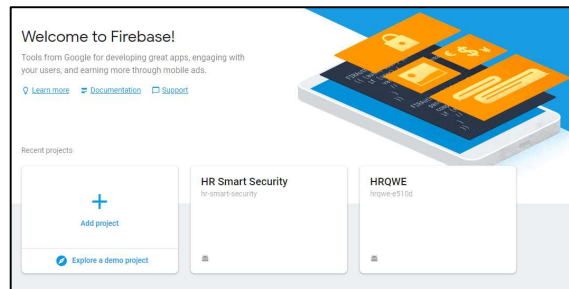 Welcome to Firebase!
Tools from Google for developing great apps, engaging with
your users, and earning more through mobile ads.
Learn more Documentation Support
Recent projects
Add project
Explore a demo project
HR Smart Security
hr-smart-security
HRQWE
hrqwe-e510d